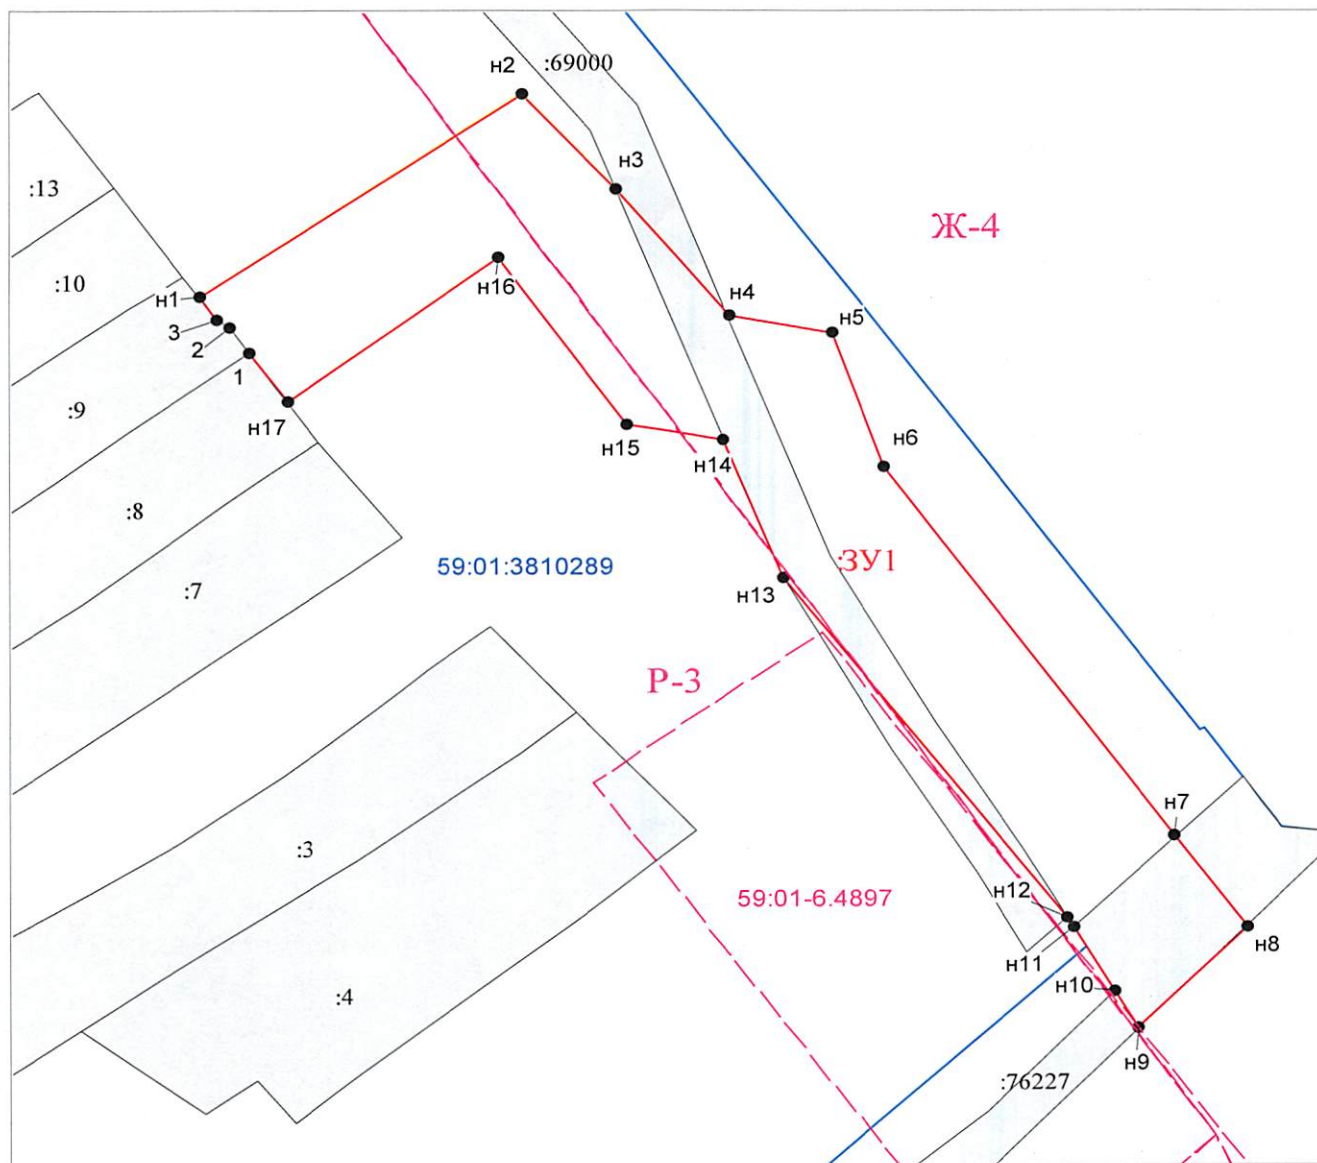 н2
:69000
:13
н3
Ж-4
:10
н1
н16
н4
н5
3
2
1
:9
н17
н15
н14
н6
:8
59:01:3810289
:ЗУ1
:7
н13
Р-3
н7
:3
59:01-6.4897
н12
н8
н11
н10
:4
н9
:76227